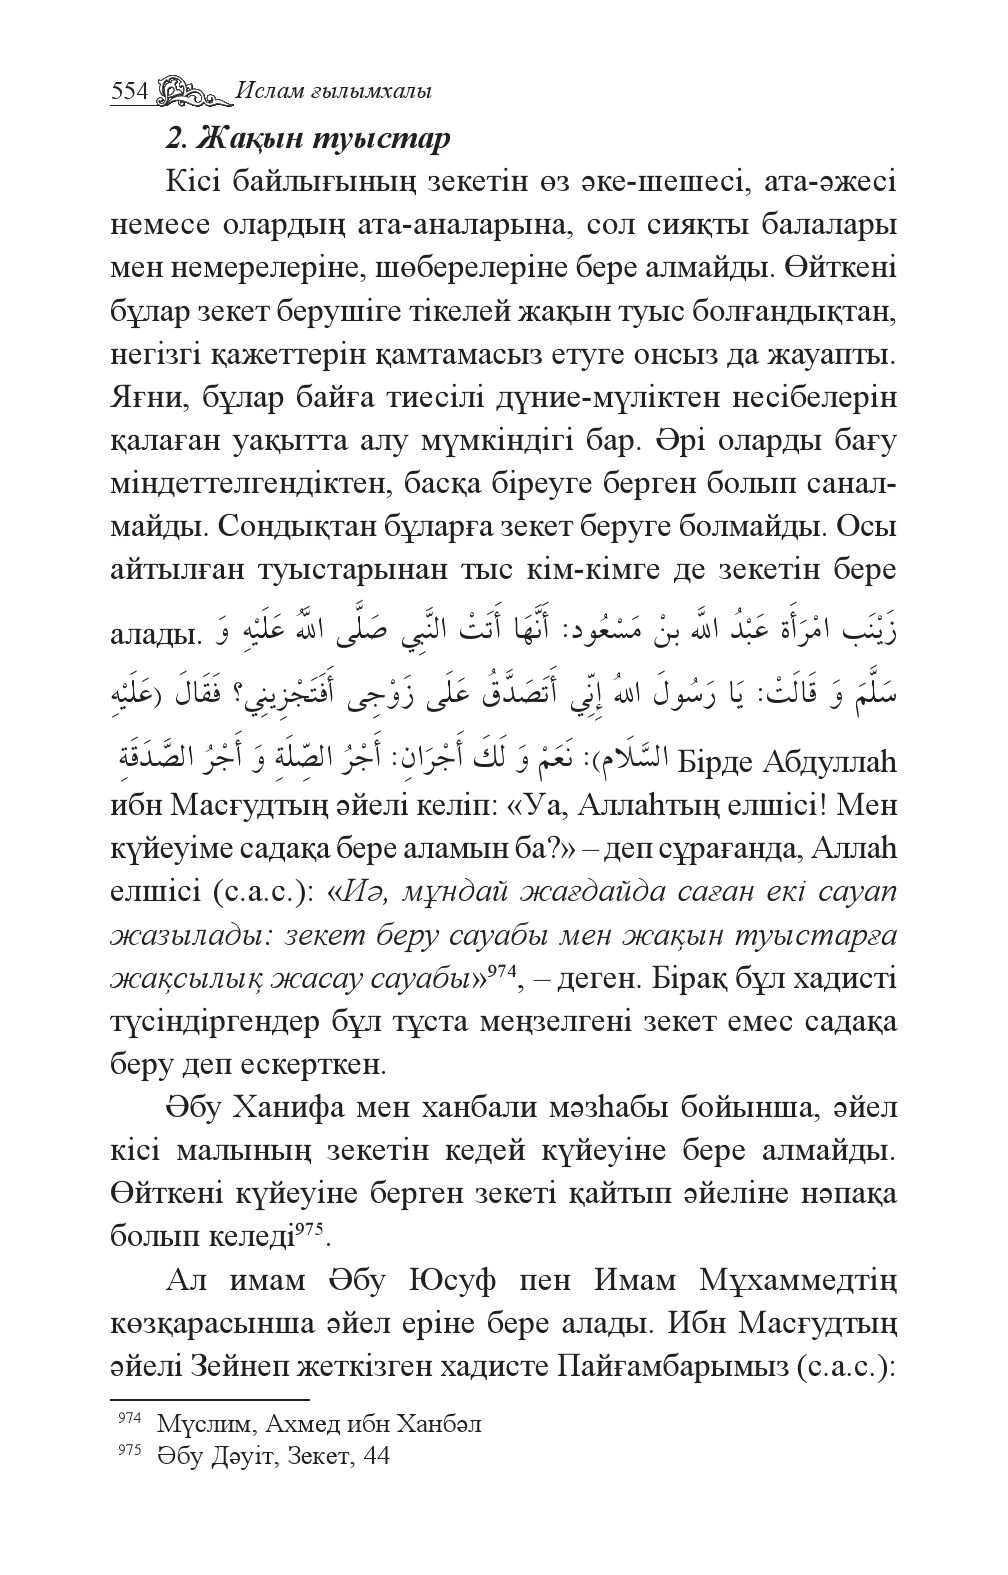 554 Ислам ғылымхалы
2. Жақын туыстар
Кісі байлығының зекетін өз әке-шешесі, ата-әжесі
немесе олардың ата-аналарына, сол сияқты балалары
мен немерелеріне, шөберелеріне бере алмайды. Өйткені
бұлар зекет берушіге тікелей жақын туыс болғандықтан,
негізгі қажеттерін қамтамасыз етуге онсыз да жауапты.
Яғни, бұлар байға тиесілі дүние-мүліктен несібелерін
қалаған уақытта алу мүмкіндігі бар. Әрі оларды бағу
міндеттелгендіктен, басқа біреуге берген болып санал-
майды. Сондықтан бұларға зекет беруге болмайды. Осы
айтылған туыстарынан тыс кім-кімге де зекетін бере
алады. زَيْنَب امْرَأَة عَبْدُ اللَّه بنْ مَسْعُود: أَنَّهَا أَتَتْ النَّبِي صَلَّى اللَّهُ عَلَيْهِ وَ
سَلَّمَ وَ قَالَتْ: يَا رَسُولَ اللهُ إِنِّي أَتَصَدَّقُ عَلَى زَوْجِى أَفَتَجْزِينِي؟ فَقَالَ (عَلَيْهِ
السَّلَام): نَعَمْ وَ لَكَ أَجْرَانِ: أَجْرُ الصِّلَةِ وَ أَجْرُ الصَّدَقَةِ Бірде Абдуллаһ
ибн Масғудтың әйелі келіп: «Уа, Аллаһтың елшісі! Мен
күйеуіме садақа бере аламын ба?» – деп сұрағанда, Аллаһ
елшісі (с.а.с.): «Иә, мұндай жағдайда саған екі сауап
жазылады: зекет беру сауабы мен жақын туыстарға
жақсылық жасау сауабы»974, – деген. Бірақ бұл хадисті
түсіндіргендер бұл тұста меңзелгені зекет емес садақа
беру деп ескерткен.
Әбу Ханифа мен ханбали мәзһабы бойынша, әйел
кісі малының зекетін кедей күйеуіне бере алмайды.
Өйткені күйеуіне берген зекеті қайтып әйеліне нәпақа
болып келеді975.
Ал имам Әбу Юсуф пен Имам Мұхаммедтің
көзқарасынша әйел еріне бере алады. Ибн Масғудтың
әйелі Зейнеп жеткізген хадисте Пайғамбарымыз (с.а.с.):
974 Мүслим, Ахмед ибн Ханбәл
975 Әбу Дәуіт, Зекет, 44